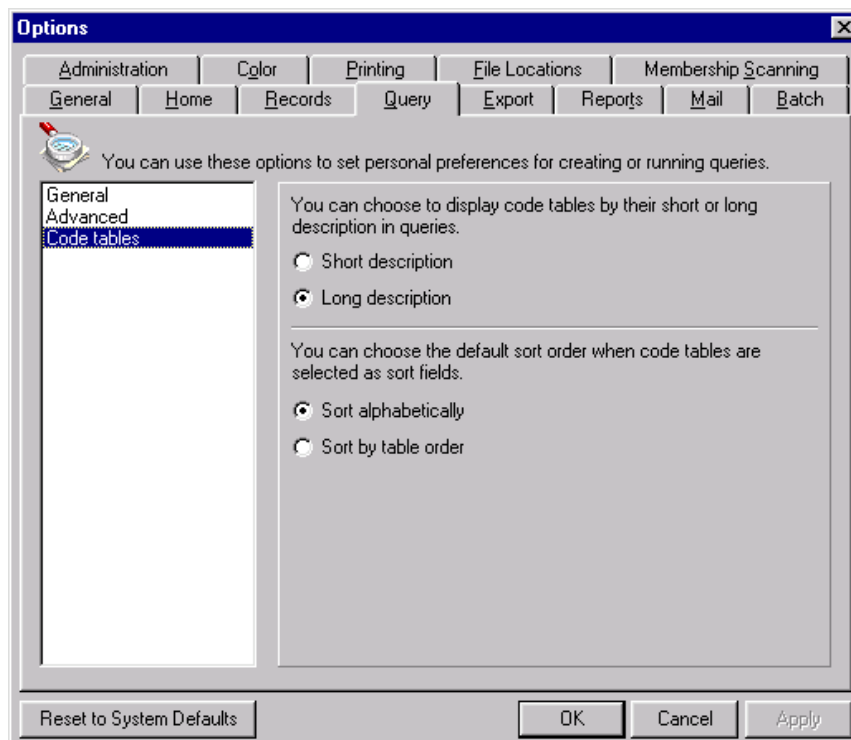 Options
Administration Color Printing File Locations Membership Scanning
General Home Records Query Export Reports Mail Batch
You can use these options to set personal preferences for creating or running queries.
General
Advanced
Code tables
You can choose to display code tables by their short or long
description in queries.
Short description
Long description
You can choose the default sort order when code tables are
selected as sort fields.
Sort alphabetically
Sort by table order
Reset to System Defaults OK Cancel Apply